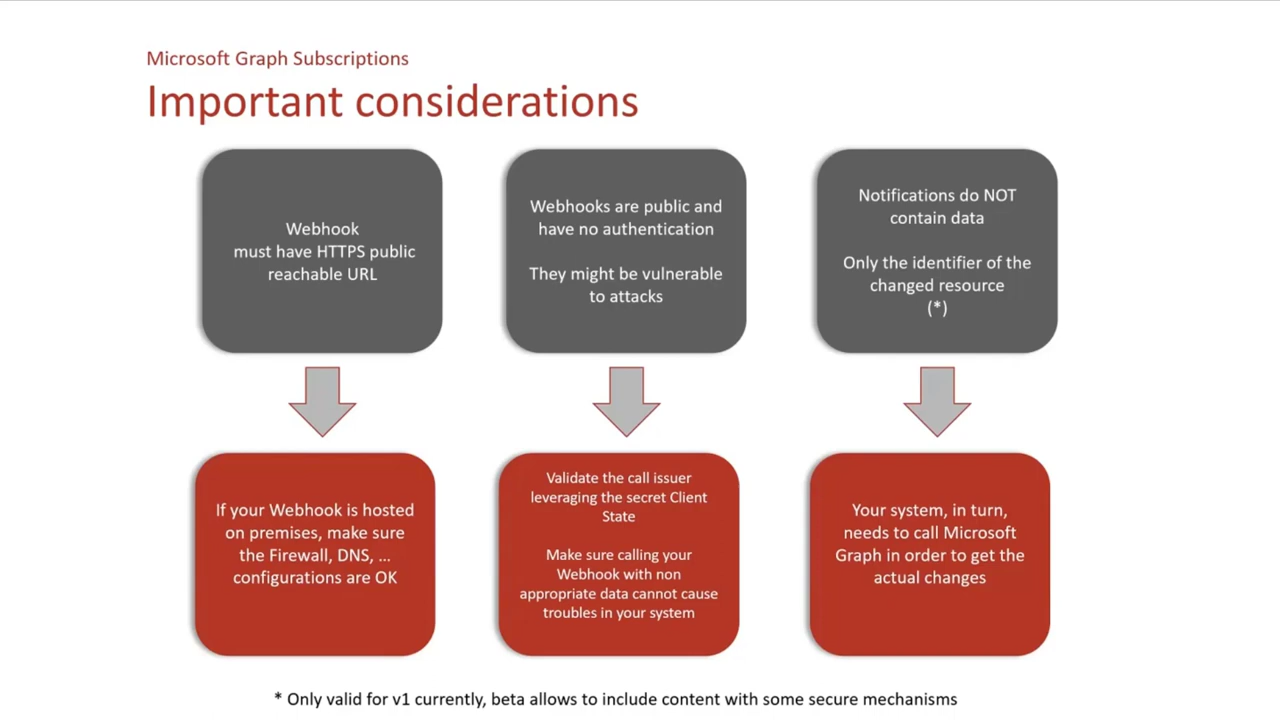 Microsoft Graph Subscriptions
Important considerations
Webhook
must have HTTPS public
reachable URL
Webhooks are public and
have no authentication
They might be vulnerable
to attacks
Notifications do NOT
contain data
Only the identifier of the
changed resource
(*)
If your Webhook is hosted
on premises, make sure
the Firewall, DNS, ...
configurations are OK
Validate the call issuer
leveraging the secret Client
State
Make sure calling your
Webhook with non
appropriate data cannot cause
troubles in your system
Your system, in turn,
needs to call Microsoft
Graph in order to get the
actual changes
* Only valid for v1 currently, beta allows to include content with some secure mechanisms